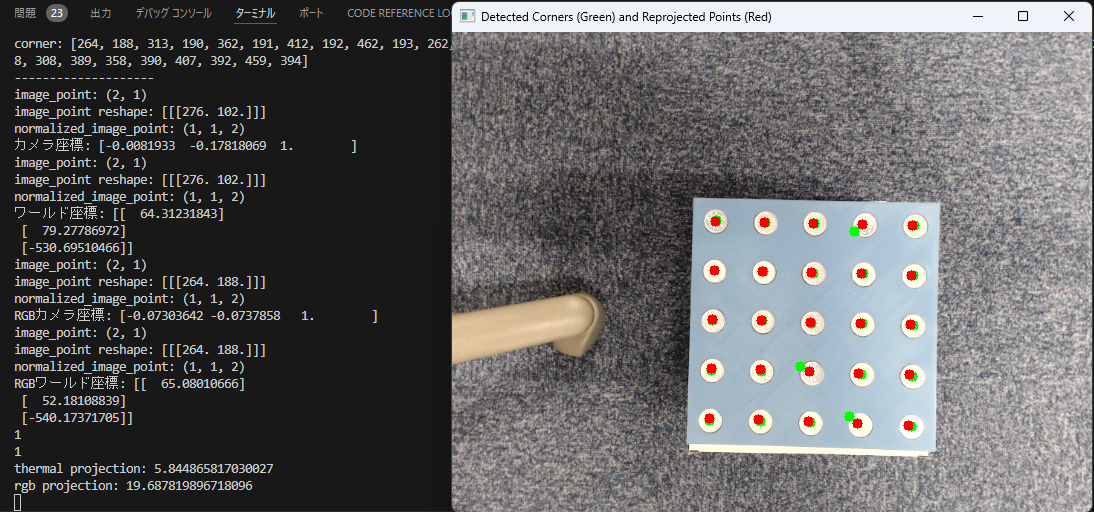 問題 23 出力 デバッグ コンソール ターミナル ポート CODE REFERENCE LO
Detected Corners (Green) and Reprojected Points (Red)
corner: [264, 188, 313, 190, 362, 191, 412, 192, 462, 193, 262,
8, 308, 389, 358, 390, 407, 392, 459, 394]
--------------------
image_point: (2, 1)
image_point reshape: [[[276. 102.]]]
normalized_image_point: (1, 1, 2)
カメラ座標: [-0.0081933  -0.17818069  1.        ]
image_point: (2, 1)
image_point reshape: [[[276. 102.]]]
normalized_image_point: (1, 1, 2)
ワールド座標: [[  64.31231843]
 [  79.27786972]
 [-530.69510466]]
image_point: (2, 1)
image_point reshape: [[[264. 188.]]]
normalized_image_point: (1, 1, 2)
RGBカメラ座標: [-0.07303642 -0.0737858   1.        ]
image_point: (2, 1)
image_point reshape: [[[264. 188.]]]
normalized_image_point: (1, 1, 2)
RGBワールド座標: [[  65.08010666]
 [  52.18108839]
 [-540.17371705]]
1
1
thermal projection: 5.844865817030027
rgb projection: 19.687819896718096